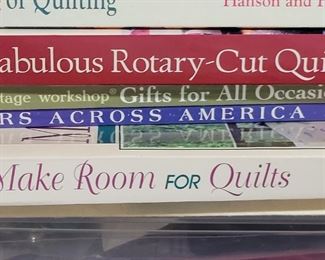 of Quilting Hanson and
abulous Rotary-Cut Qui
tage workshop® Gifts for All Occasio
RS ACROSS AMERICA
Make Room FOR Quilts